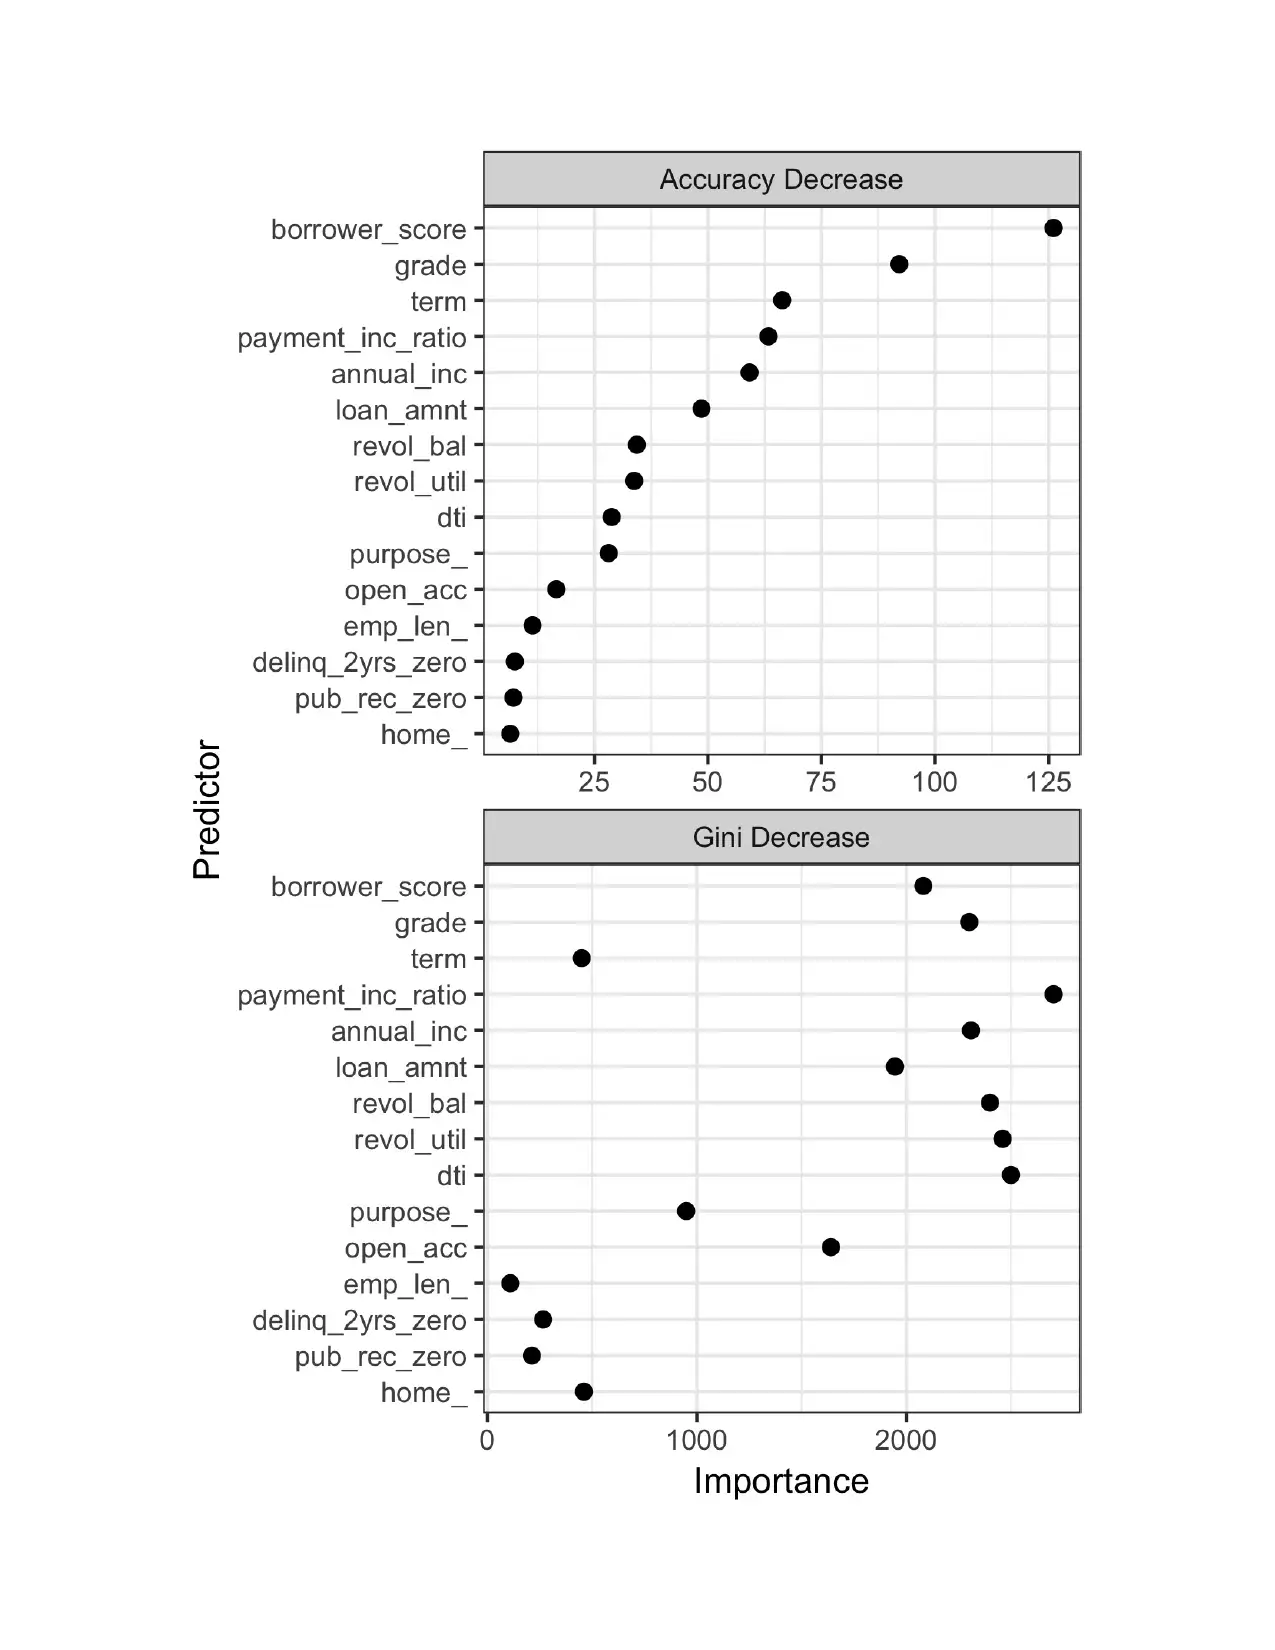 Accuracy Decrease
borrower_score
grade
term
payment_inc_ratio
annual_inc
loan_amnt
revol_bal
revol_util
dti
purpose_
open_acc
emp_len_
delinq_2yrs_zero
pub_rec_zero
home_
25 50 75 100 125
Predictor
Gini Decrease
borrower_score
grade
term
payment_inc_ratio
annual_inc
loan_amnt
revol_bal
revol_util
dti
purpose_
open_acc
emp_len_
delinq_2yrs_zero
pub_rec_zero
home_
0 1000 2000
Importance